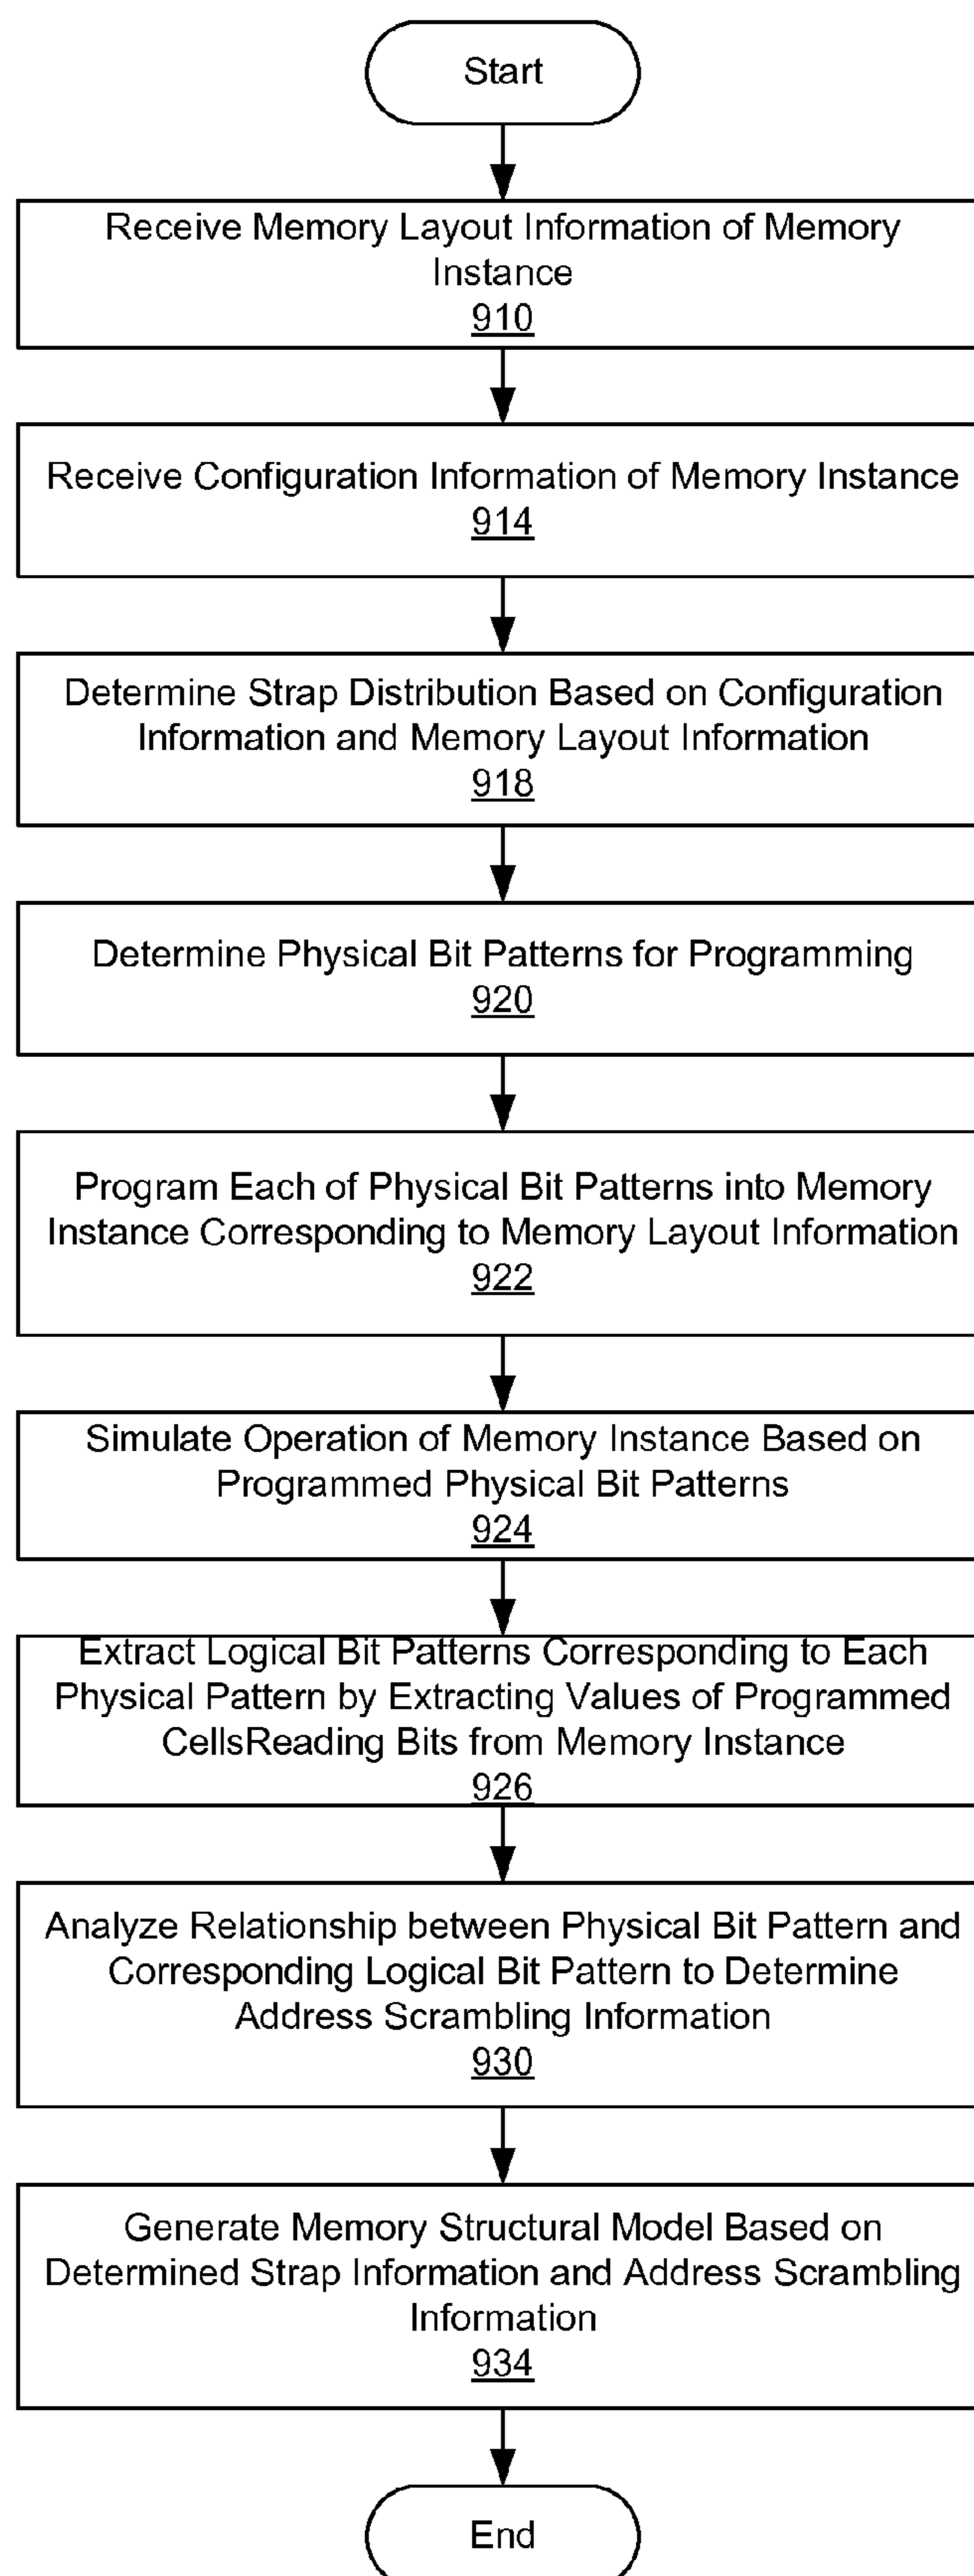 Start
Receive Memory Layout Information of Memory
Instance
910
Receive Configuration Information of Memory Instance
914
Determine Strap Distribution Based on Configuration
Information and Memory Layout Information
918
Determine Physical Bit Patterns for Programming
920
Program Each of Physical Bit Patterns into Memory
Instance Corresponding to Memory Layout Information
922
Simulate Operation of Memory Instance Based on
Programmed Physical Bit Patterns
924
Extract Logical Bit Patterns Corresponding to Each
Physical Pattern by Extracting Values of Programmed
CellsReading Bits from Memory Instance
926
Analyze Relationship between Physical Bit Pattern and
Corresponding Logical Bit Pattern to Determine
Address Scrambling Information
930
Generate Memory Structural Model Based on
Determined Strap Information and Address Scrambling
Information
934
End